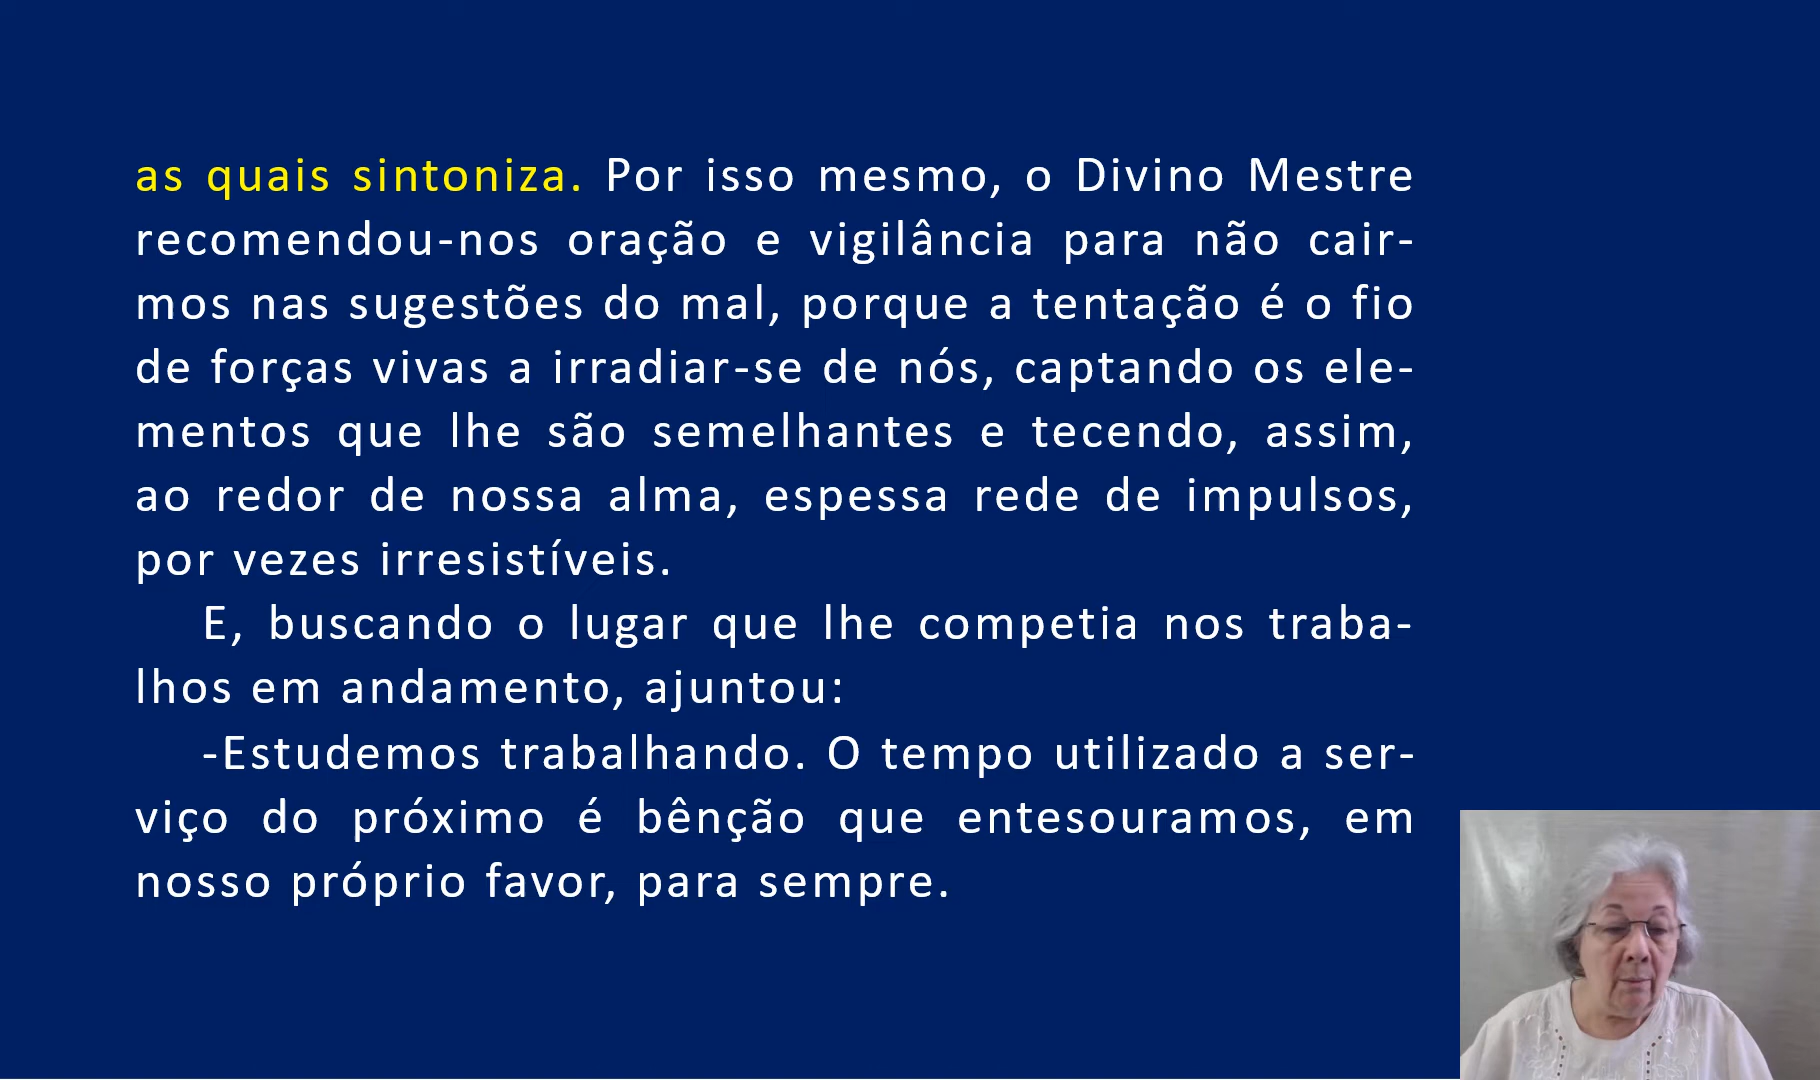 as quais sintoniza. Por isso mesmo, o Divino Mestre
recomendou-nos oração e vigilância para não cair-
mos nas sugestões do mal, porque a tentação é o fio
de forças vivas a irradiar-se de nós, captando os ele-
mentos que lhe são semelhantes e tecendo, assim,
ao redor de nossa alma, espessa rede de impulsos,
por vezes irresistíveis.
E, buscando o lugar que lhe competia nos traba-
lhos em andamento, ajuntou:
-Estudemos trabalhando. O tempo utilizado a ser-
viço do próximo é bênção que entesouramos, em
nosso próprio favor, para sempre.